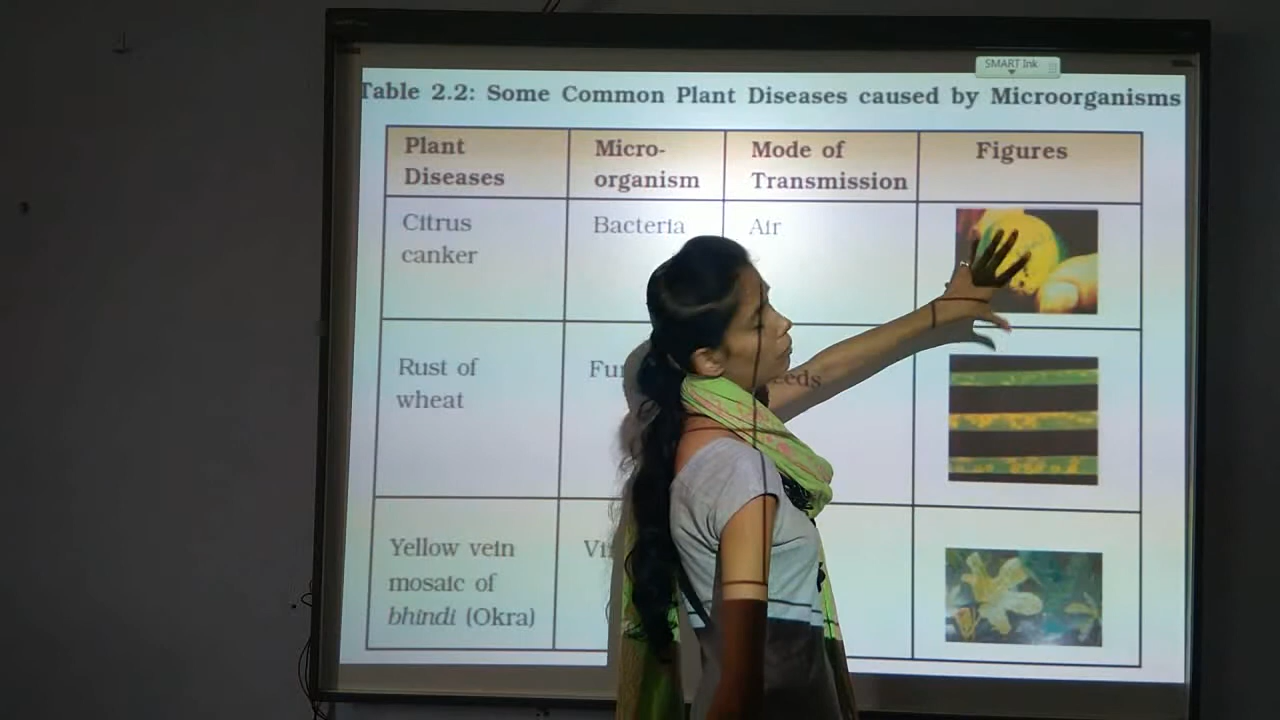 SMART Ink
Table 2.2: Some Common Plant Diseases caused by Microorganisms
Plant
Diseases
Micro-
organism
Mode of
Transmission
Figures
Citrus
canker
Bacteria
Air
Rust of
wheat
Yellow vein
mosaic of
bhindi (Okra)